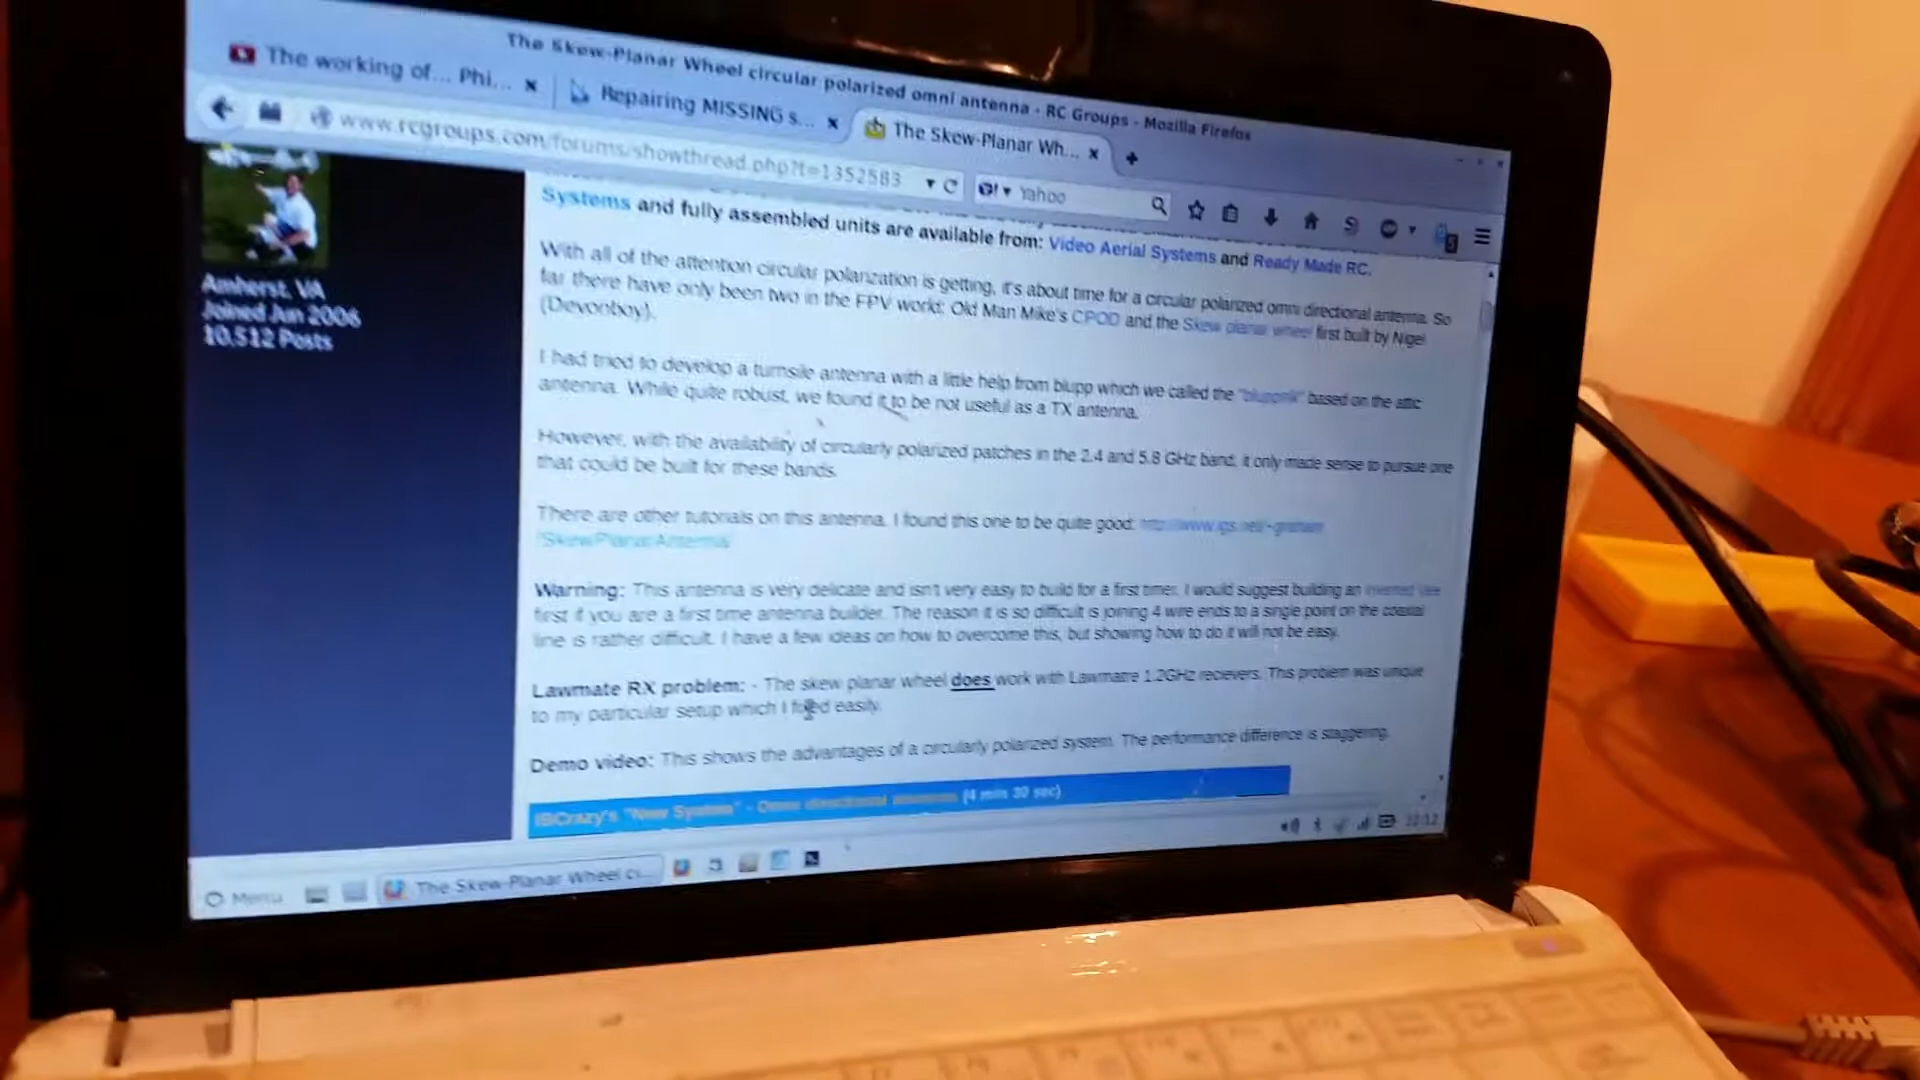 The Skew-Planar Wheel circular polarized omni antenna - RC Groups - Mozilla Firefox
The working of... Phi...
Repairing MISSING s...
The Skew-Planar Wh...
www.rcgroups.com/forums/showthread.php?t=1352583
Yahoo
Amherst, VA
Joined Jun 2006
10,512 Posts
Systems and fully assembled units are available from: Video Aerial Systems and Ready Made RC.
With all of the attention circular polarization is getting, it's about time for a circular polarized omni directional antenna. So
far there have only been two in the FPV world: Old Man Mike's CPOD and the Skew planar wheel first built by Nigel
(Devonboy).
I had tried to develop a turnsile antenna with a little help from blupp which we called the "bluppnik" based on the attic
antenna. While quite robust, we found it to be not useful as a TX antenna.
However, with the availability of circularly polarized patches in the 2.4 and 5.8 GHz band, it only made sense to pursue one
that could be built for these bands.
There are other tutorials on this antenna. I found this one to be quite good:
/SkewPlanarAntenna/
Warning: This antenna is very delicate and isn't very easy to build for a first timer. I would suggest building an inverted vee
first if you are a first time antenna builder. The reason it is so difficult is joining 4 wire ends to a single point on the coaxial
line is rather difficult. I have a few ideas on how to overcome this, but showing how to do it will not be easy.
Lawmate RX problem: - The skew planar wheel does work with Lawmate 1.2GHz recievers. This problem was unique
to my particular setup which I fixed easily.
Demo video: This shows the advantages of a circularly polarized system. The performance difference is staggering.
IBCrazy's "New System" - Omni directional antennas (4 min 30 sec)
Menu
The Skew-Planar Wheel ci...
22:12